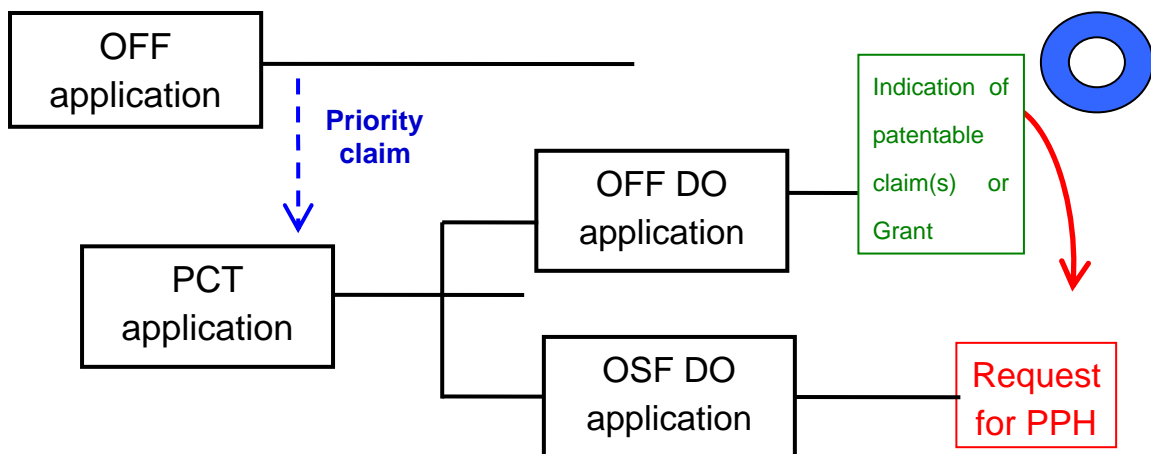 OFF
application
Priority
claim
Indication of
patentable
claim(s) or
Grant
OFF DO
application
PCT
application
OSF DO
application
Request
for PPH